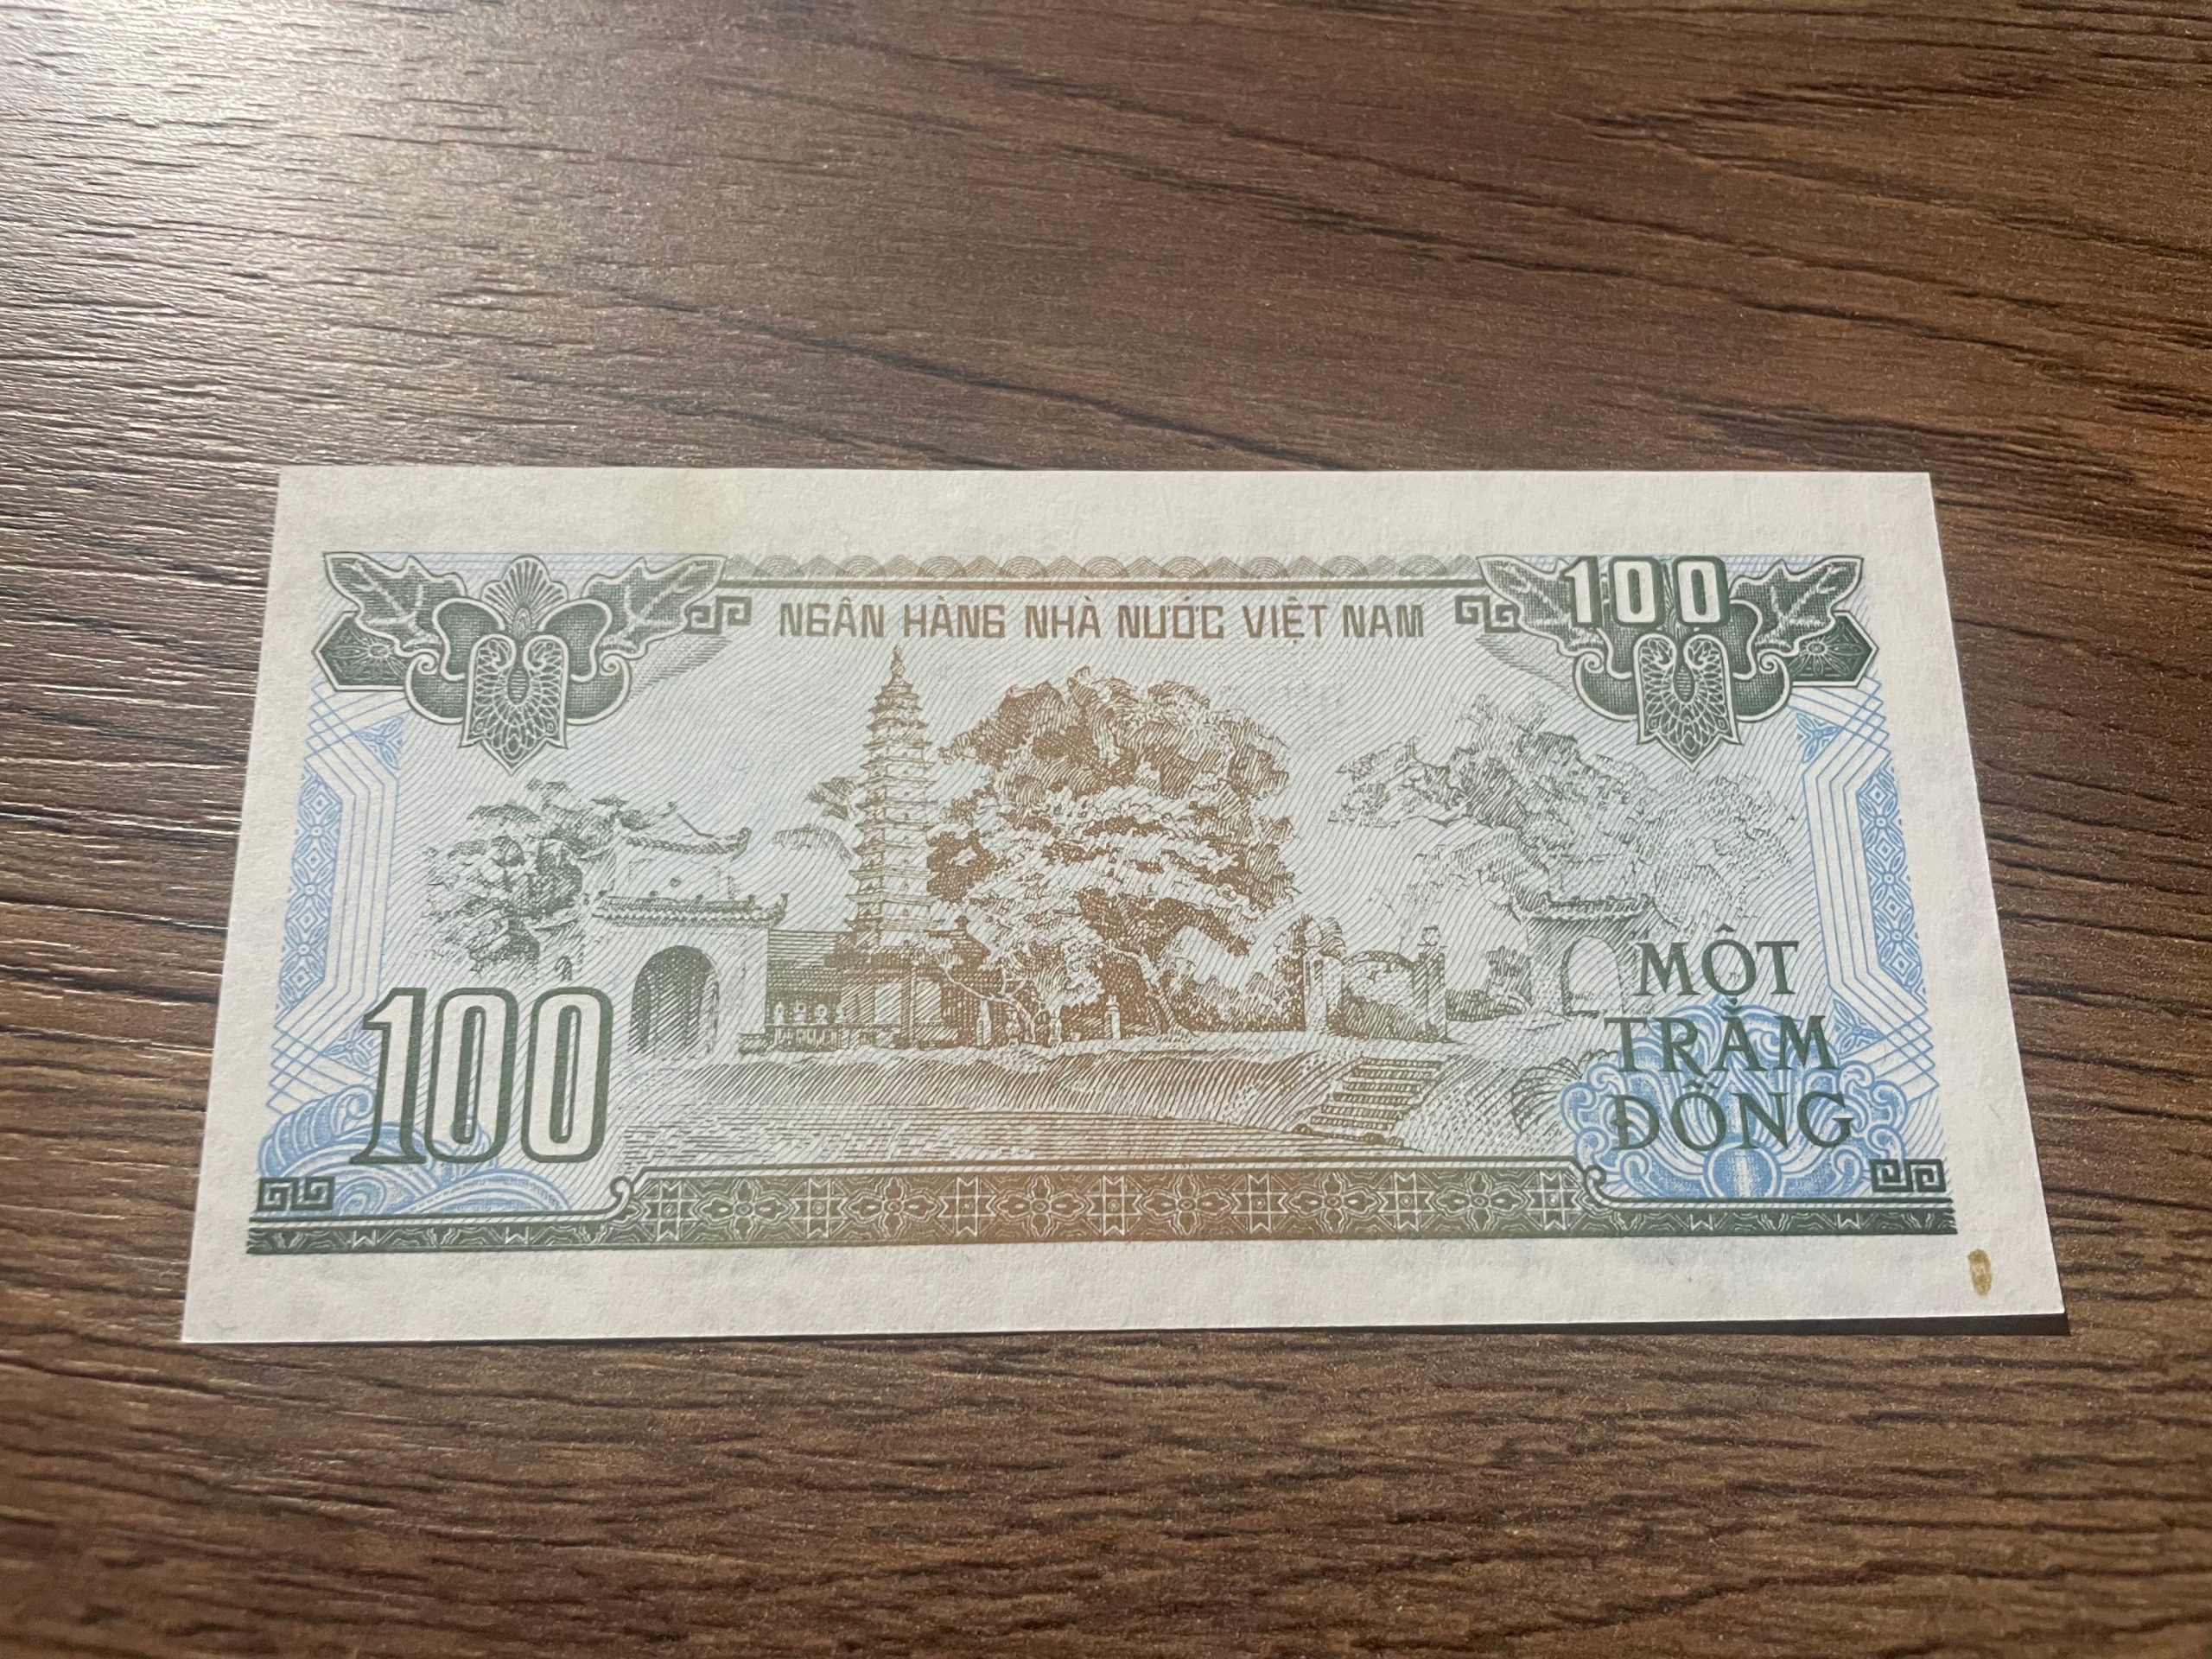 100
NGÂN HÀNG NHÀ NƯỚC VIỆT NAM
100
MỘT
TRĂM
ĐỒNG